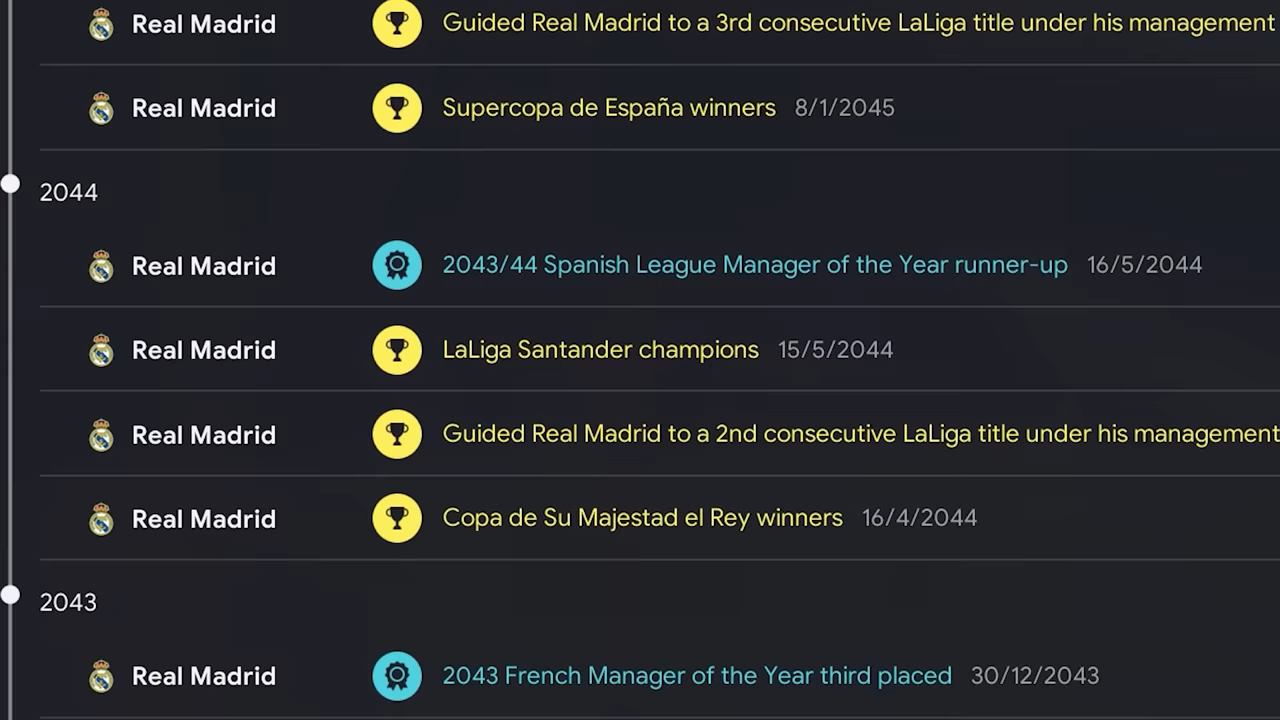 Real Madrid Guided Real Madrid to a 3rd consecutive LaLiga title under his management
Real Madrid Supercopa de España winners 8/1/2045
2044
Real Madrid 2043/44 Spanish League Manager of the Year runner-up 16/5/2044
Real Madrid LaLiga Santander champions 15/5/2044
Real Madrid Guided Real Madrid to a 2nd consecutive LaLiga title under his management
Real Madrid Copa de Su Majestad el Rey winners 16/4/2044
2043
Real Madrid 2043 French Manager of the Year third placed 30/12/2043